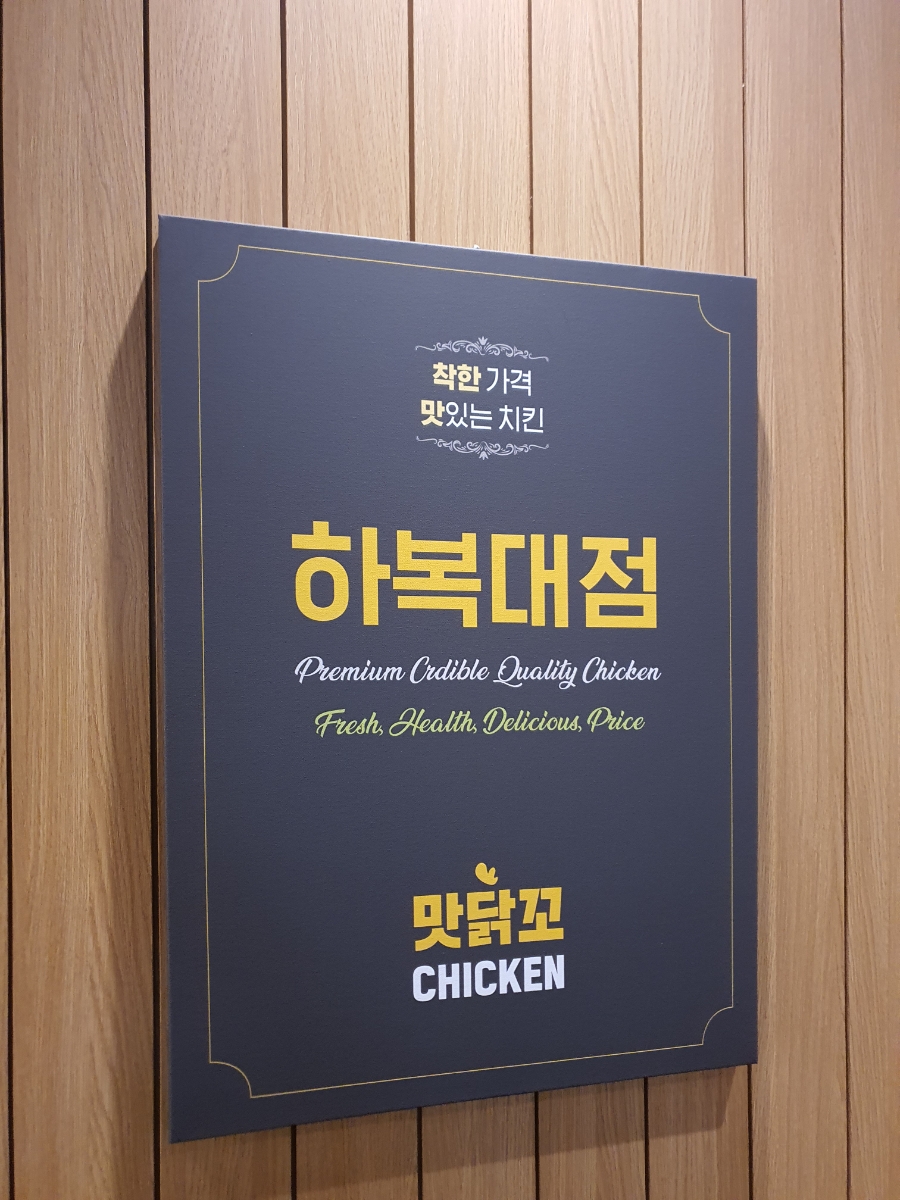 착한 가격
맛있는 치킨
하복대점
Premium Crdible Quality Chicken
Fresh, Health, Delicious, Price
맛닭꼬
CHICKEN